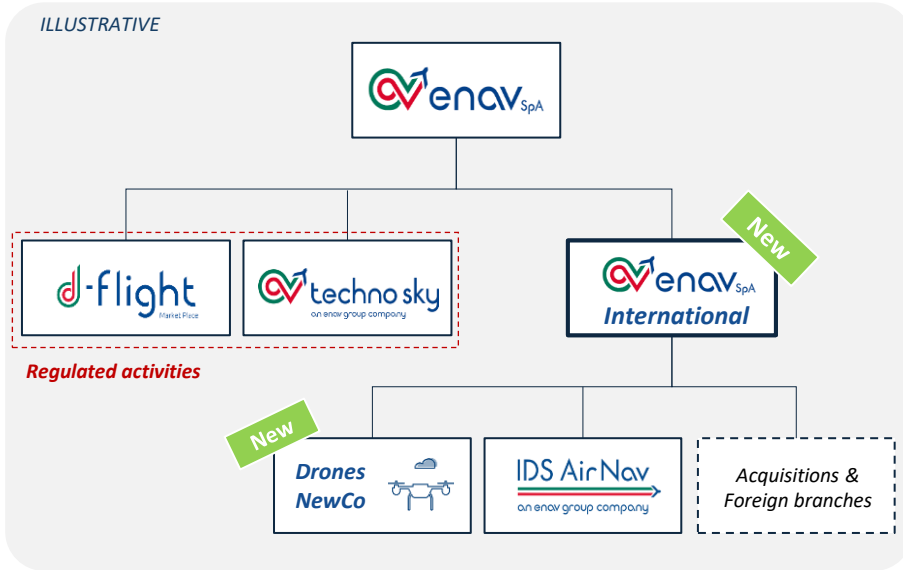 ILLUSTRATIVE
enav SpA
d-flight
Market Place
techno sky
an enav group company
Regulated activities
New
enav SpA
International
New
Drones
NewCo
IDS AirNav
an enav group company
Acquisitions &
Foreign branches